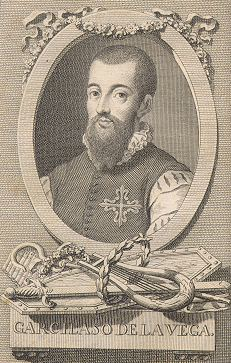 GARCILASO DE LA VEGA.